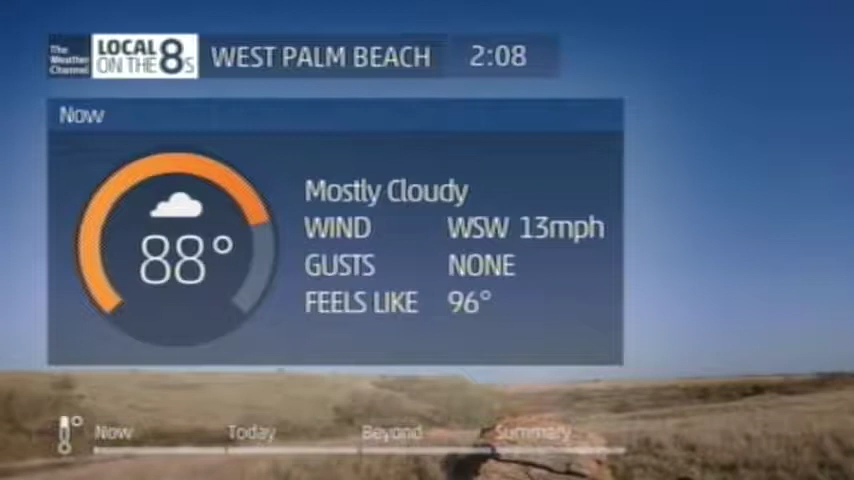 The
Weather
Channel
LOCAL
ON THE 8s
WEST PALM BEACH
2:08
Now
88°
Mostly Cloudy
WIND WSW 13mph
GUSTS NONE
FEELS LIKE 96°
Now Today Beyond Summary